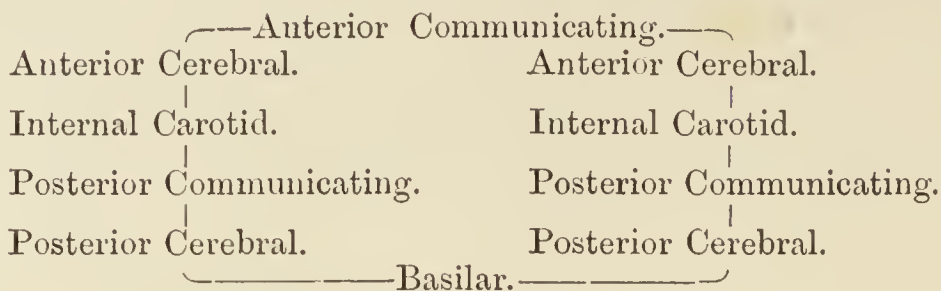 Anterior Communicating.
Anterior Cerebral. Anterior Cerebral.
Internal Carotid. Internal Carotid.
Posterior Communicating. Posterior Communicating.
Posterior Cerebral. Posterior Cerebral.
Basilar.